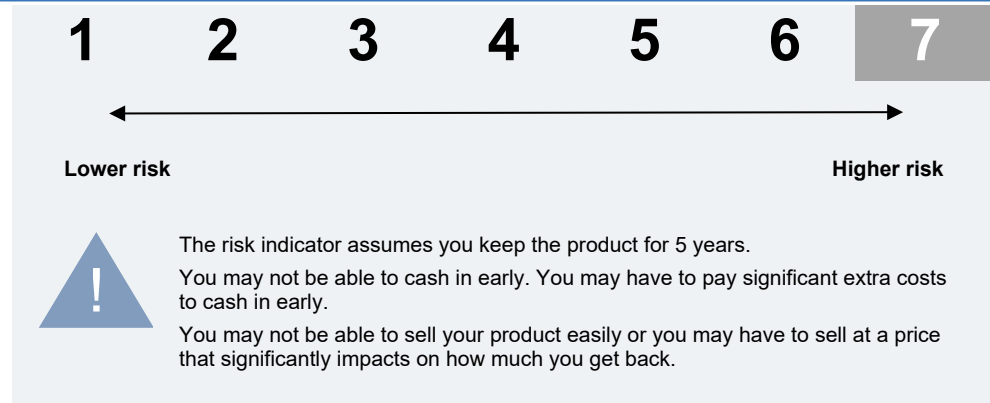 1 2 3 4 5 6 7
Lower risk Higher risk
!
The risk indicator assumes you keep the product for 5 years.
You may not be able to cash in early. You may have to pay significant extra costs
to cash in early.
You may not be able to sell your product easily or you may have to sell at a price
that significantly impacts on how much you get back.